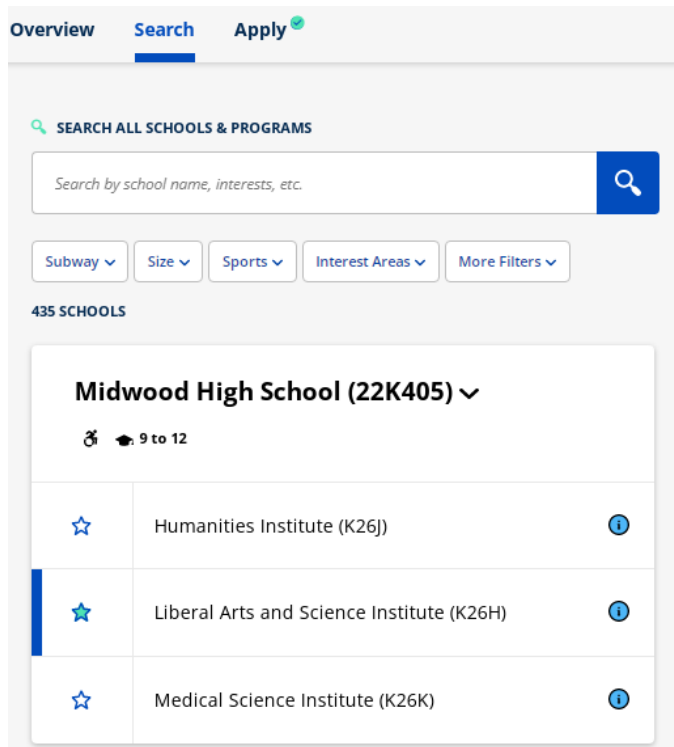 Overview Search Apply
SEARCH ALL SCHOOLS & PROGRAMS
Search by school name, interests, etc.
Subway Size Sports Interest Areas More Filters
435 SCHOOLS
Midwood High School (22K405)
9 to 12
Humanities Institute (K26J)
Liberal Arts and Science Institute (K26H)
Medical Science Institute (K26K)